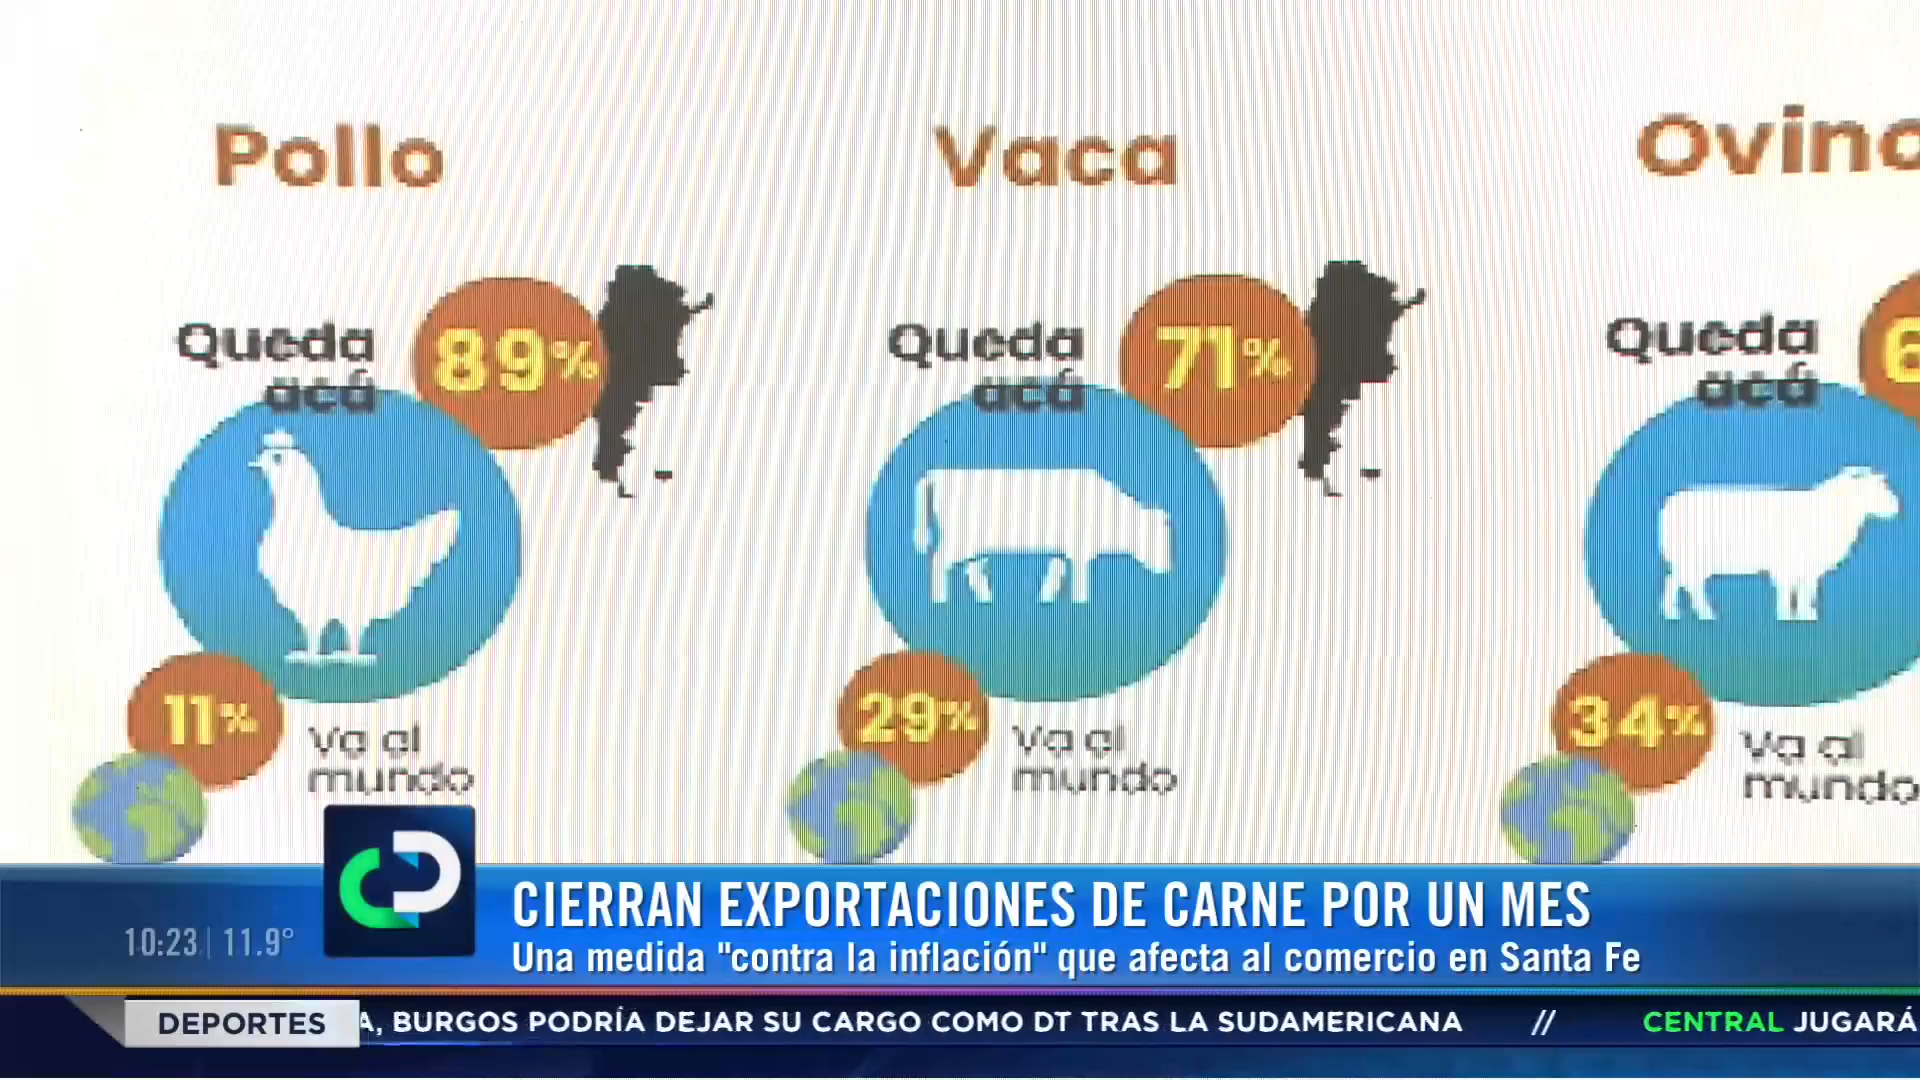 Pollo
Vaca
Queda
acá
89%
Queda
acá
71%
Queda
acá
11%
Va al
mundo
29%
Va al
mundo
34%
Va al
mundo
CIERRAN EXPORTACIONES DE CARNE POR UN MES
Una medida "contra la inflación" que afecta al comercio en Santa Fe
10:23 | 11.9°
DEPORTES
A, BURGOS PODRÍA DEJAR SU CARGO COMO DT TRAS LA SUDAMERICANA // CENTRAL JUGARÁ